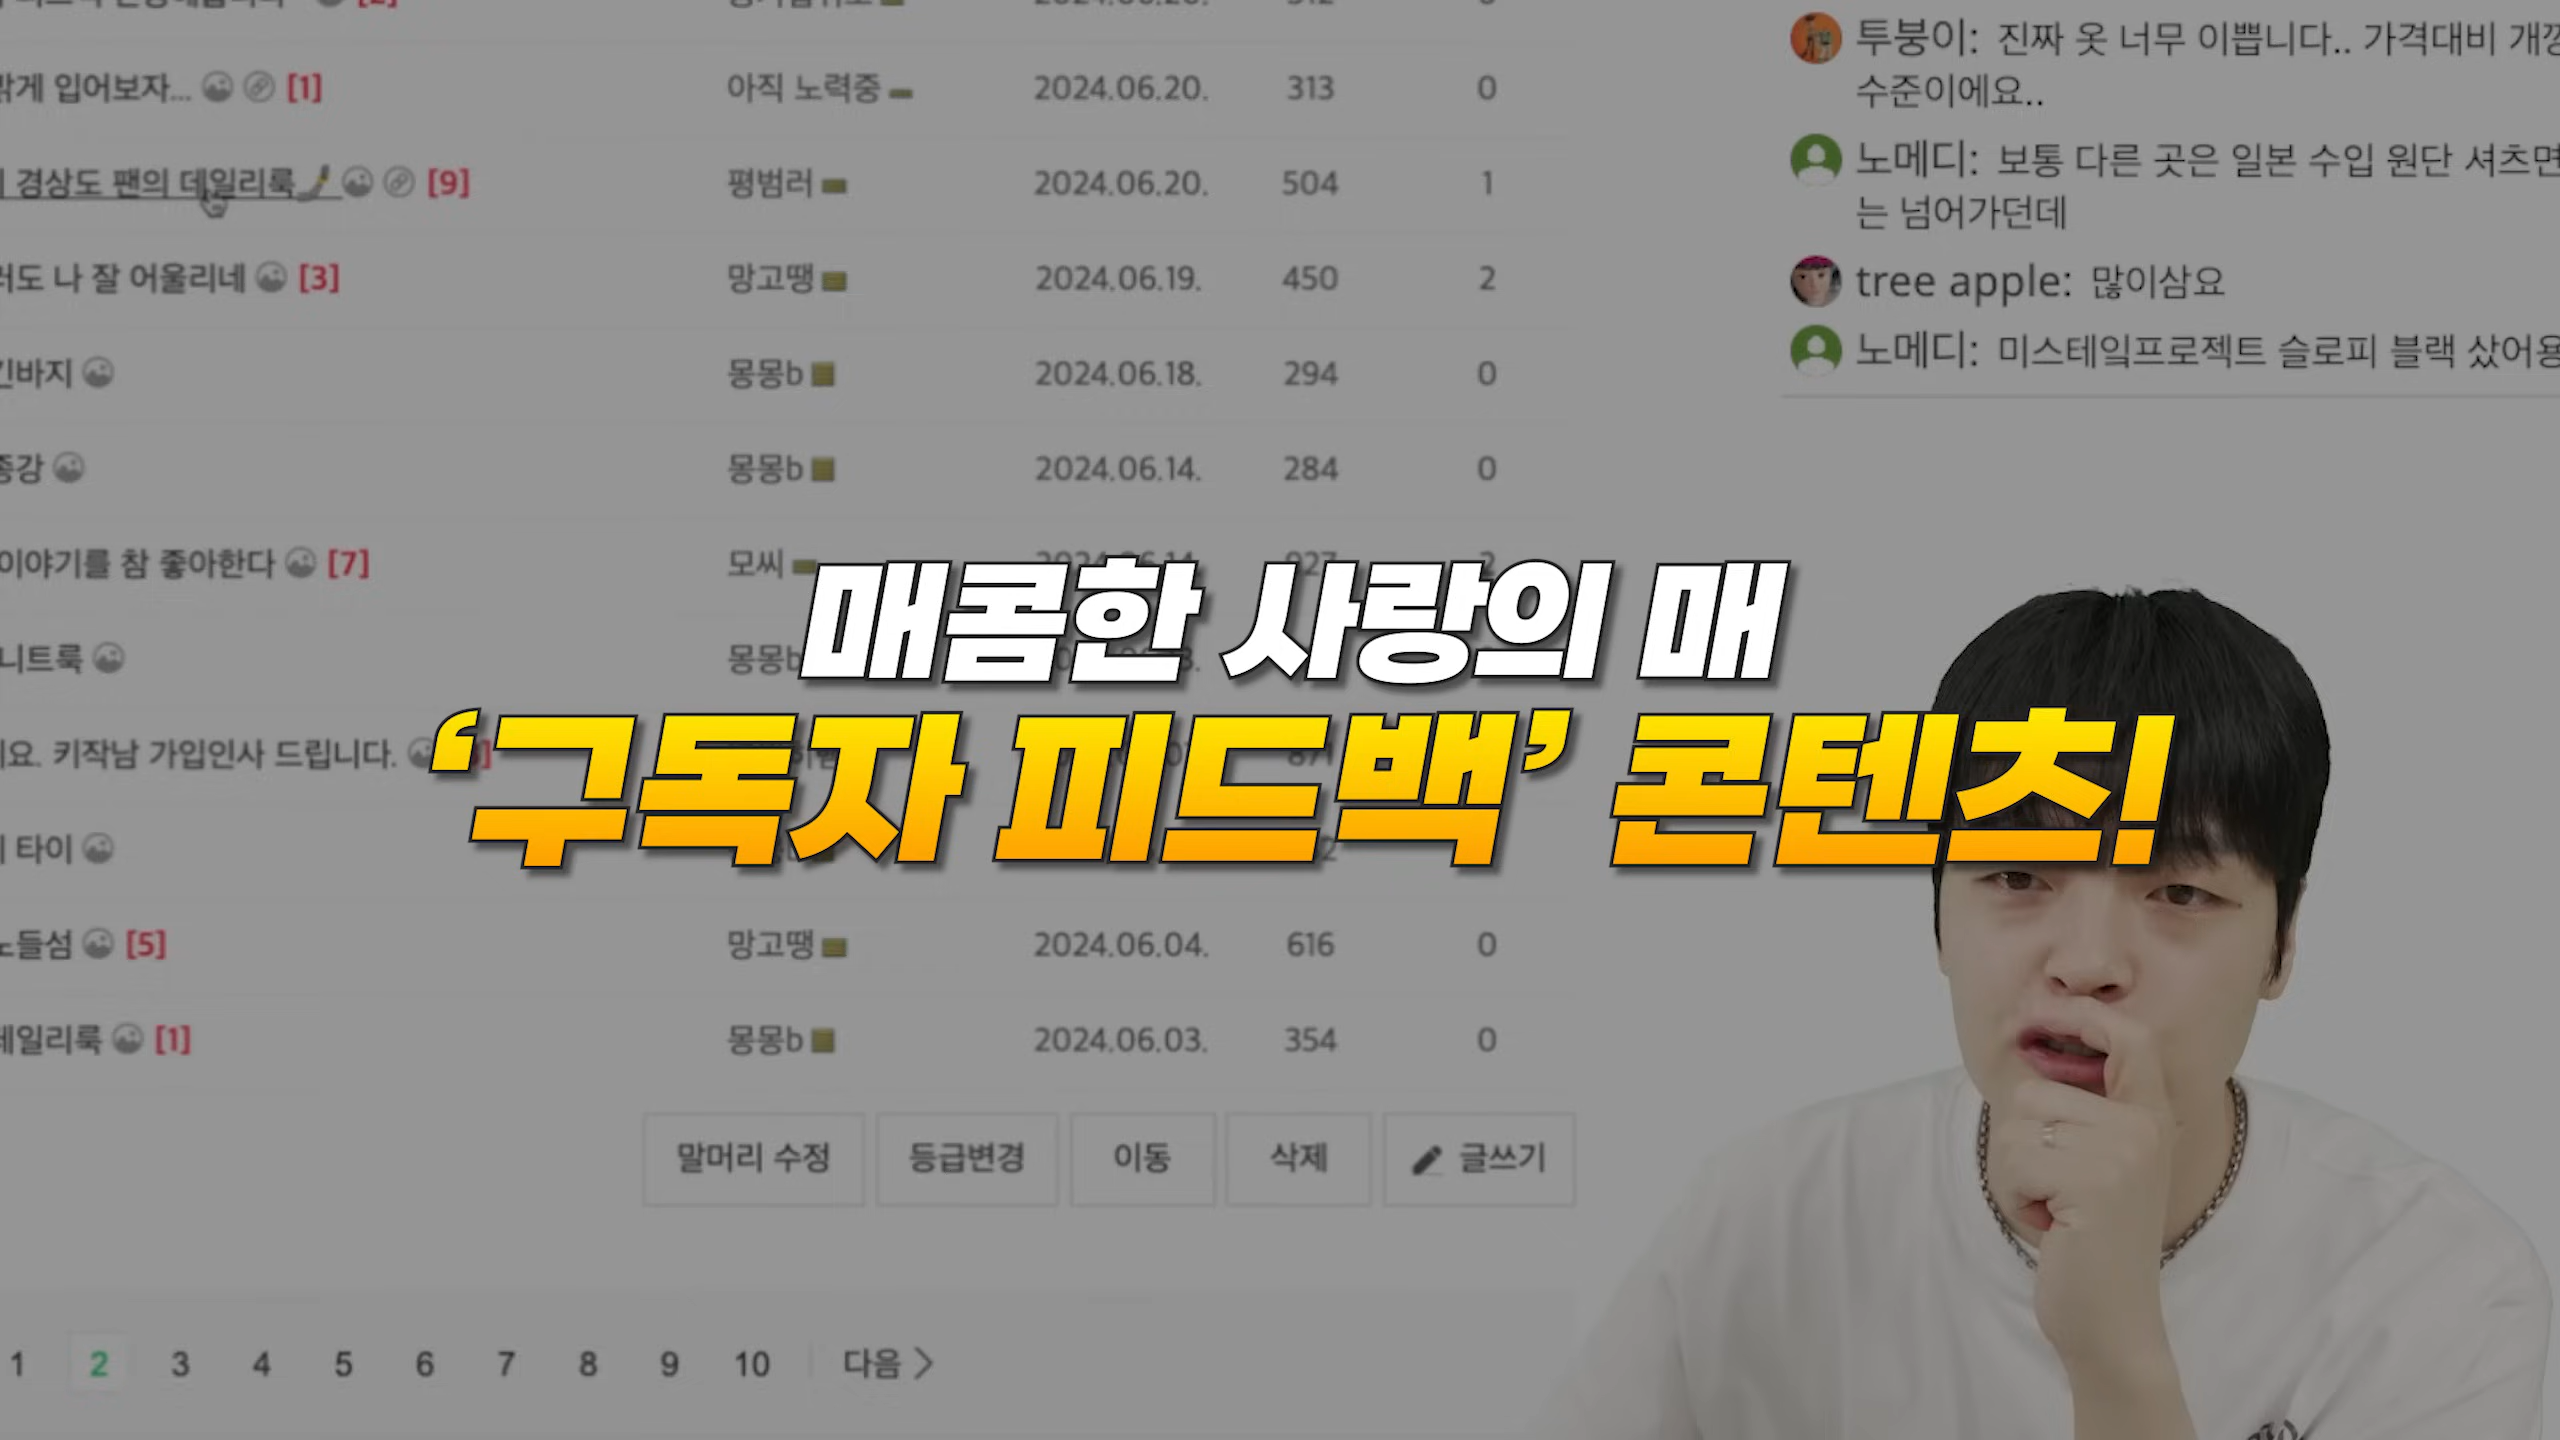 밝게 입어보자... [1] 아직 노력중 2024.06.20. 313 0
경상도 팬의 데일리룩 [9] 평범러 2024.06.20. 504 1
러도 나 잘 어울리네 [3] 망고땡 2024.06.19. 450 2
긴바지 몽몽b 2024.06.18. 294 0
종강 몽몽b 2024.06.14. 284 0
이야기를 참 좋아한다 [7] 모씨 2024.06.14. 927 2
니트룩 몽몽b
키작남 가입인사 드립니다.
타이
노들섬 [5] 망고땡 2024.06.04. 616 0
데일리룩 [1] 몽몽b 2024.06.03. 354 0
말머리 수정 등급변경 이동 삭제 글쓰기
1 2 3 4 5 6 7 8 9 10 다음
투붕이: 진짜 옷 너무 이쁩니다.. 가격대비
수준이에요..
노메디: 보통 다른 곳은 일본 수입 원단 셔츠면
는 넘어가던데
tree apple: 많이삼요
노메디: 미스테잌프로젝트 슬로피 블랙 샀어용
매콤한 사랑의 매
‘구독자 피드백’ 콘텐츠!